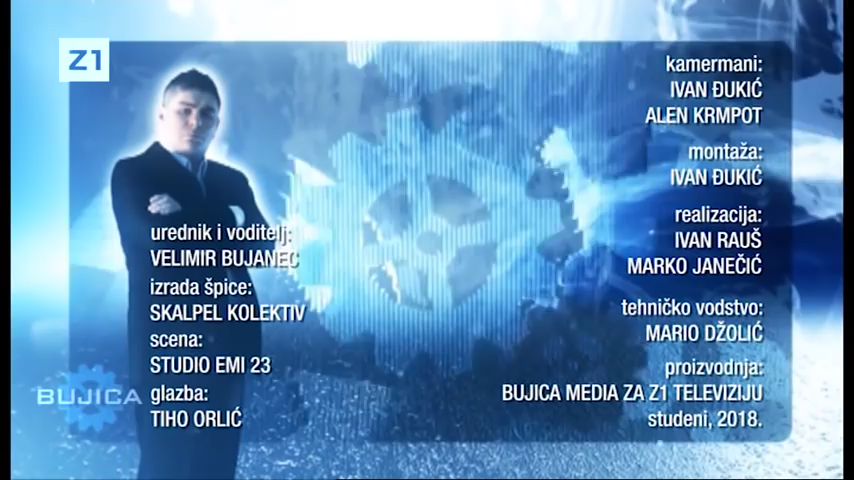 Z1
urednik i voditelj:
VELIMIR BUJANEC
izrada špice:
SKALPEL KOLEKTIV
scena:
STUDIO EMI 23
glazba:
TIHO ORLIĆ
BUJICA
kamermani:
IVAN ĐUKIĆ
ALEN KRMPOT
montaža:
IVAN ĐUKIĆ
realizacija:
IVAN RAUŠ
MARKO JANEČIĆ
tehničko vodstvo:
MARIO DŽOLIĆ
proizvodnja:
BUJICA MEDIA ZA Z1 TELEVIZIJU
studeni, 2018.